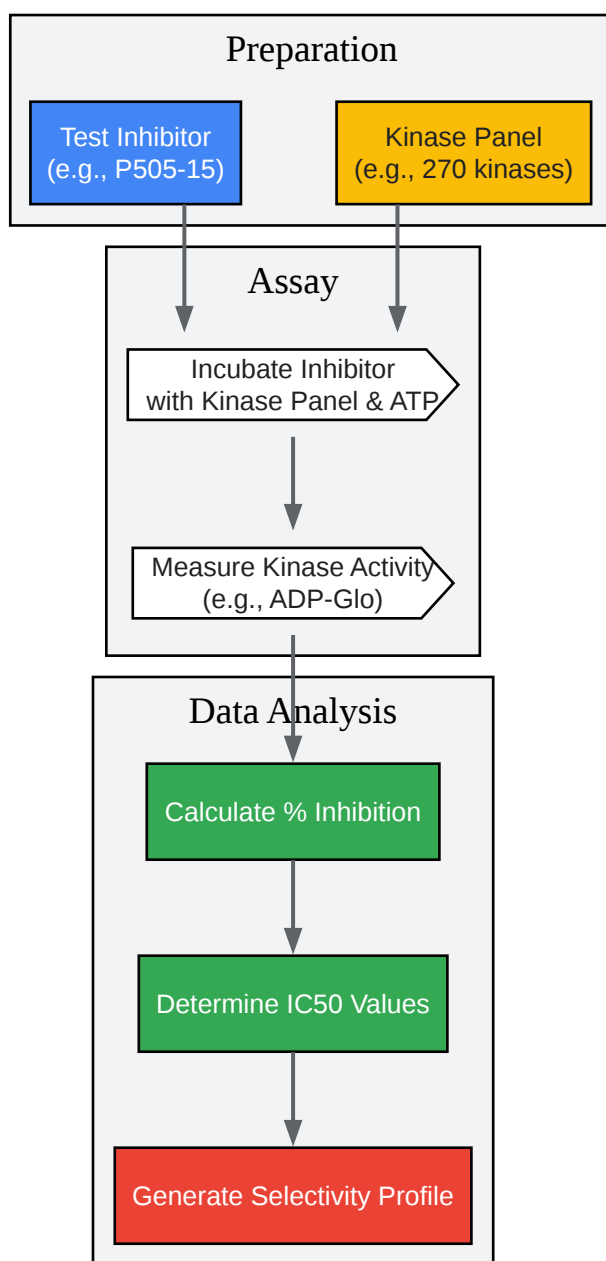 Preparation
Test Inhibitor
(e.g., P505-15)
Kinase Panel
(e.g., 270 kinases)
Assay
Incubate Inhibitor
with Kinase Panel & ATP
Measure Kinase Activity
(e.g., ADP-Glo)
Data Analysis
Calculate % Inhibition
Determine IC50 Values
Generate Selectivity Profile